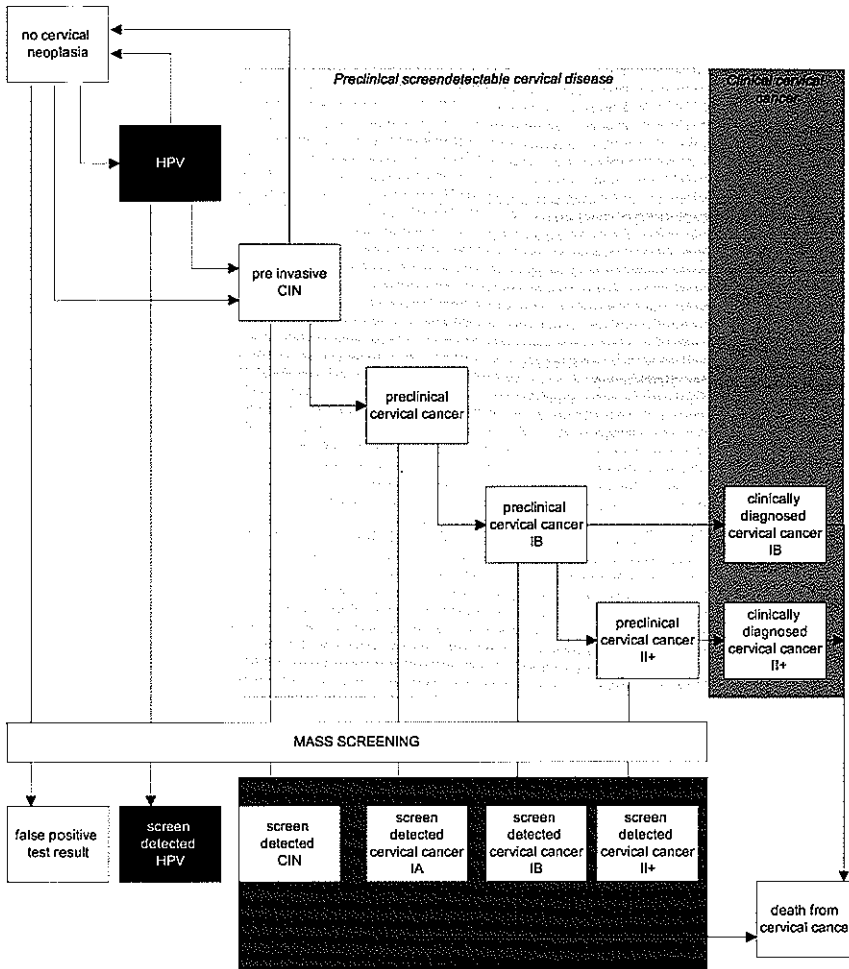 no cervical
neoplasia
Preclinical screendetectable cervical disease
Clinical cervical
cancer
HPV
pre invasive
CIN
preclinical
cervical cancer
preclinical
cervical cancer
IB
clinically
diagnosed
cervical cancer
IB
preclinical
cervical cancer
II+
clinically
diagnosed
cervical cancer
II+
MASS SCREENING
false positive
test result
screen
detected
HPV
screen
detected
CIN
screen
detected
cervical cancer
IA
screen
detected
cervical cancer
IB
screen
detected
cervical cancer
II+
death from
cervical cancer